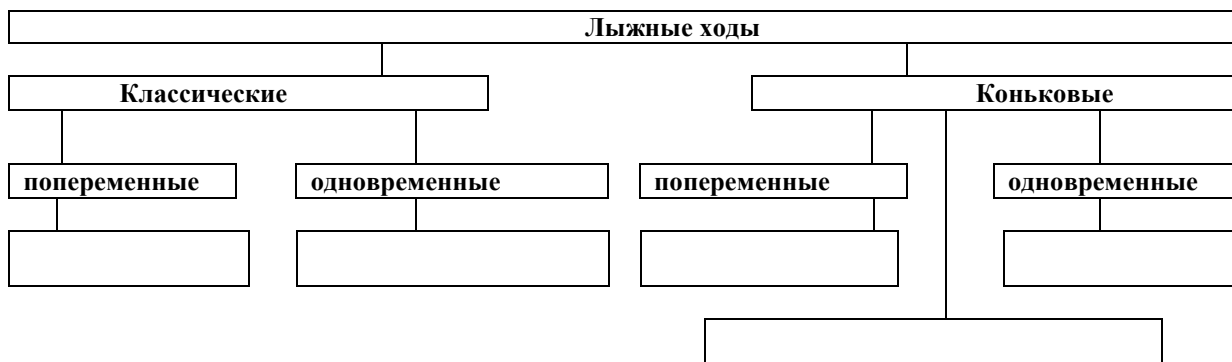 Лыжные ходы
Классические
Коньковые
попеременные
одновременные
попеременные
одновременные